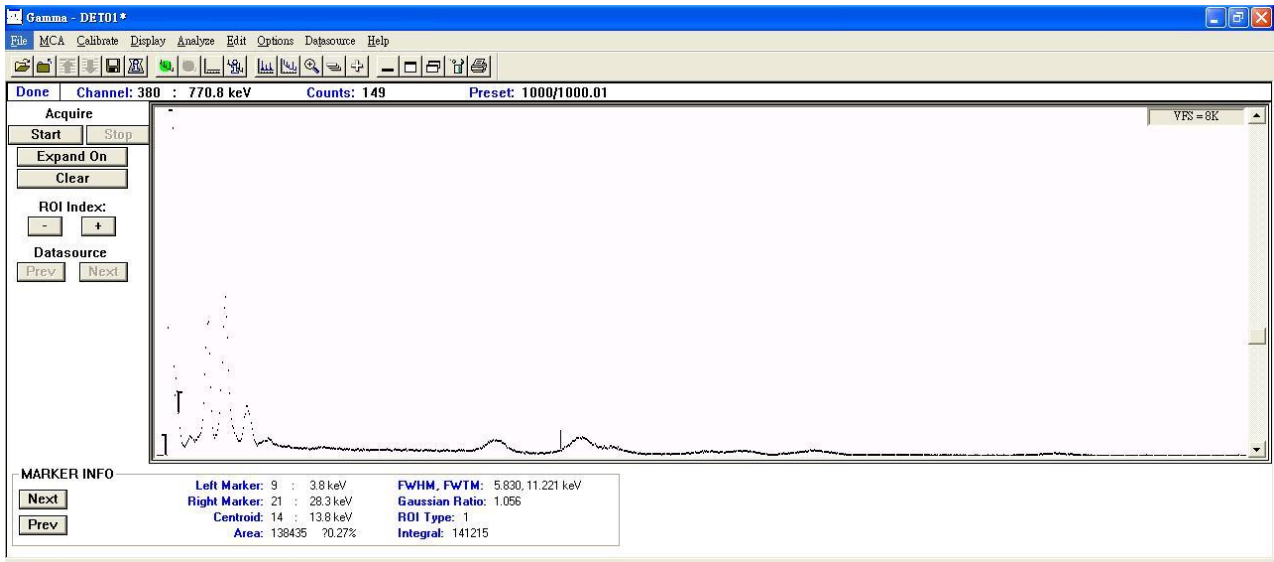 Gamma - DET01*
File MCA Calibrate Display Analyze Edit Options Datasource Help
Done Channel: 380 : 770.8 keV Counts: 149 Preset: 1000/1000.01
Acquire
Start Stop
Expand On
Clear
ROI Index:
- +
Datasource
Prev Next
VFS = 8K
MARKER INFO
Next
Prev
Left Marker: 9 : 3.8 keV FWHM, FWTM: 5.830, 11.221 keV
Right Marker: 21 : 28.3 keV Gaussian Ratio: 1.056
Centroid: 14 : 13.8 keV ROI Type: 1
Area: 138435 ?0.27% Integral: 141215